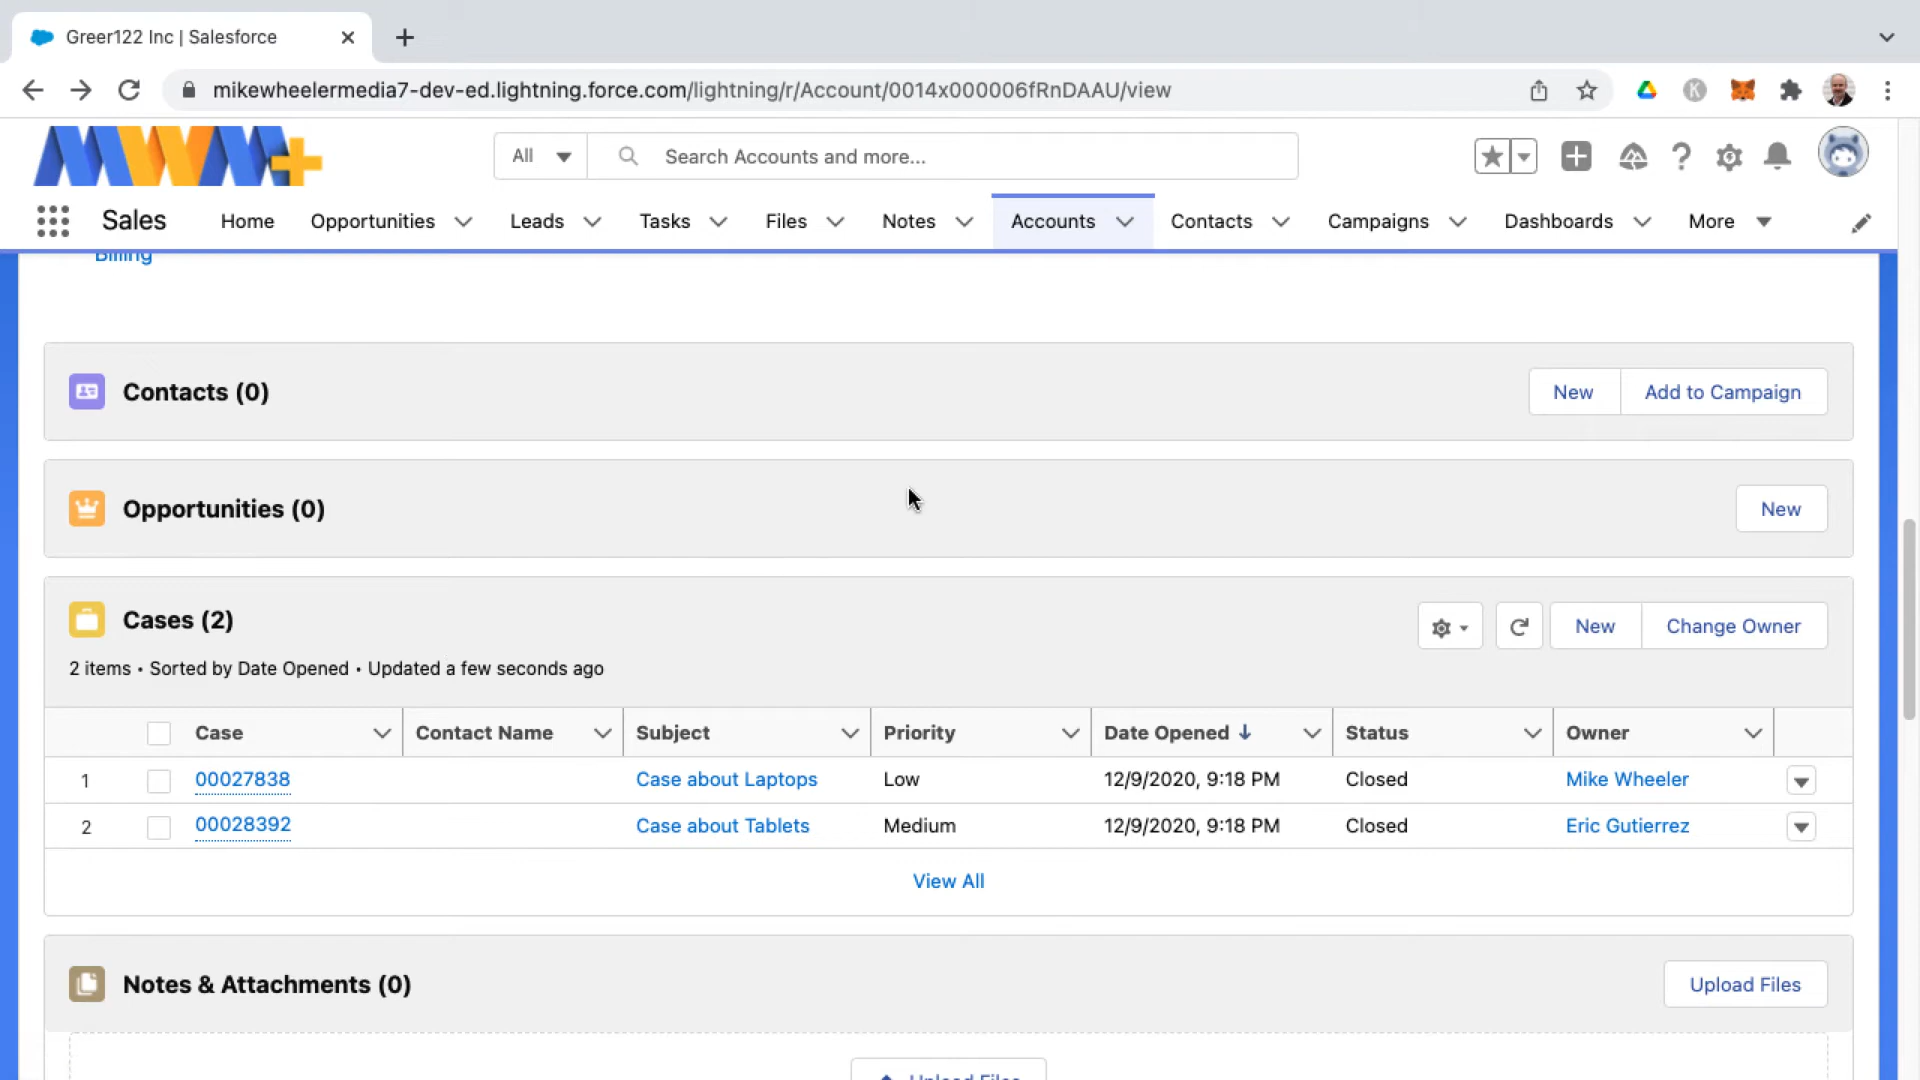 Greer122 Inc | Salesforce
mikewheelermedia7-dev-ed.lightning.force.com/lightning/r/Account/0014x000006fRnDAAU/view
K
MWM+
All
Search Accounts and more...
Sales
Home
Opportunities
Leads
Tasks
Files
Notes
Accounts
Contacts
Campaigns
Dashboards
More
Billing
Contacts (0)
New
Add to Campaign
Opportunities (0)
New
Cases (2)
New
Change Owner
2 items • Sorted by Date Opened • Updated a few seconds ago
Case Contact Name Subject Priority Date Opened Status Owner
1 00027838 Case about Laptops Low 12/9/2020, 9:18 PM Closed Mike Wheeler
2 00028392 Case about Tablets Medium 12/9/2020, 9:18 PM Closed Eric Gutierrez
View All
Notes & Attachments (0)
Upload Files
Upload Files